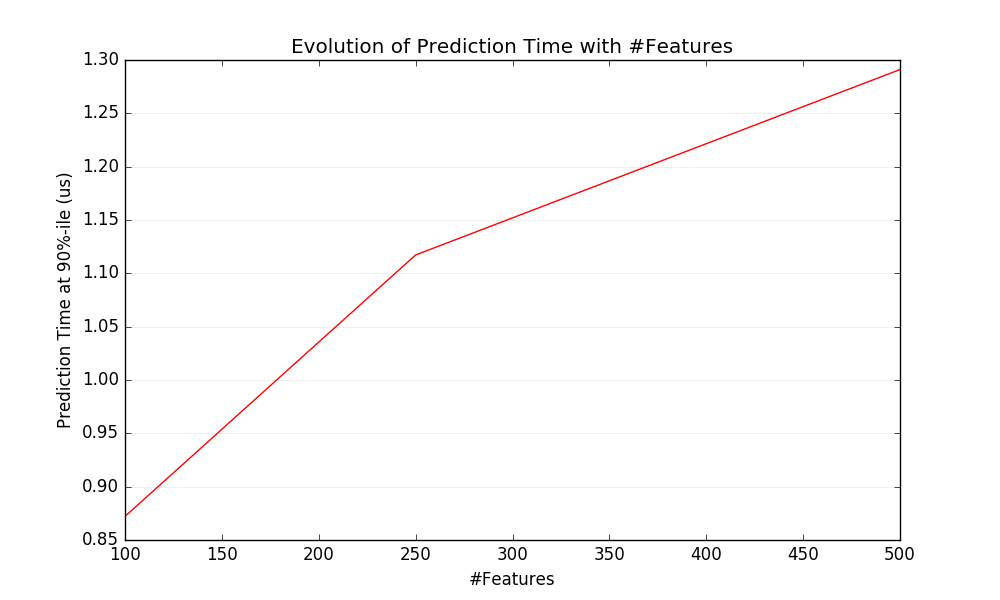 Evolution of Prediction Time with #Features
1.30
1.25
1.20
1.15
1.10
1.05
1.00
0.95
0.90
0.85
Prediction Time at 90%-ile (us)
100 150 200 250 300 350 400 450 500
#Features